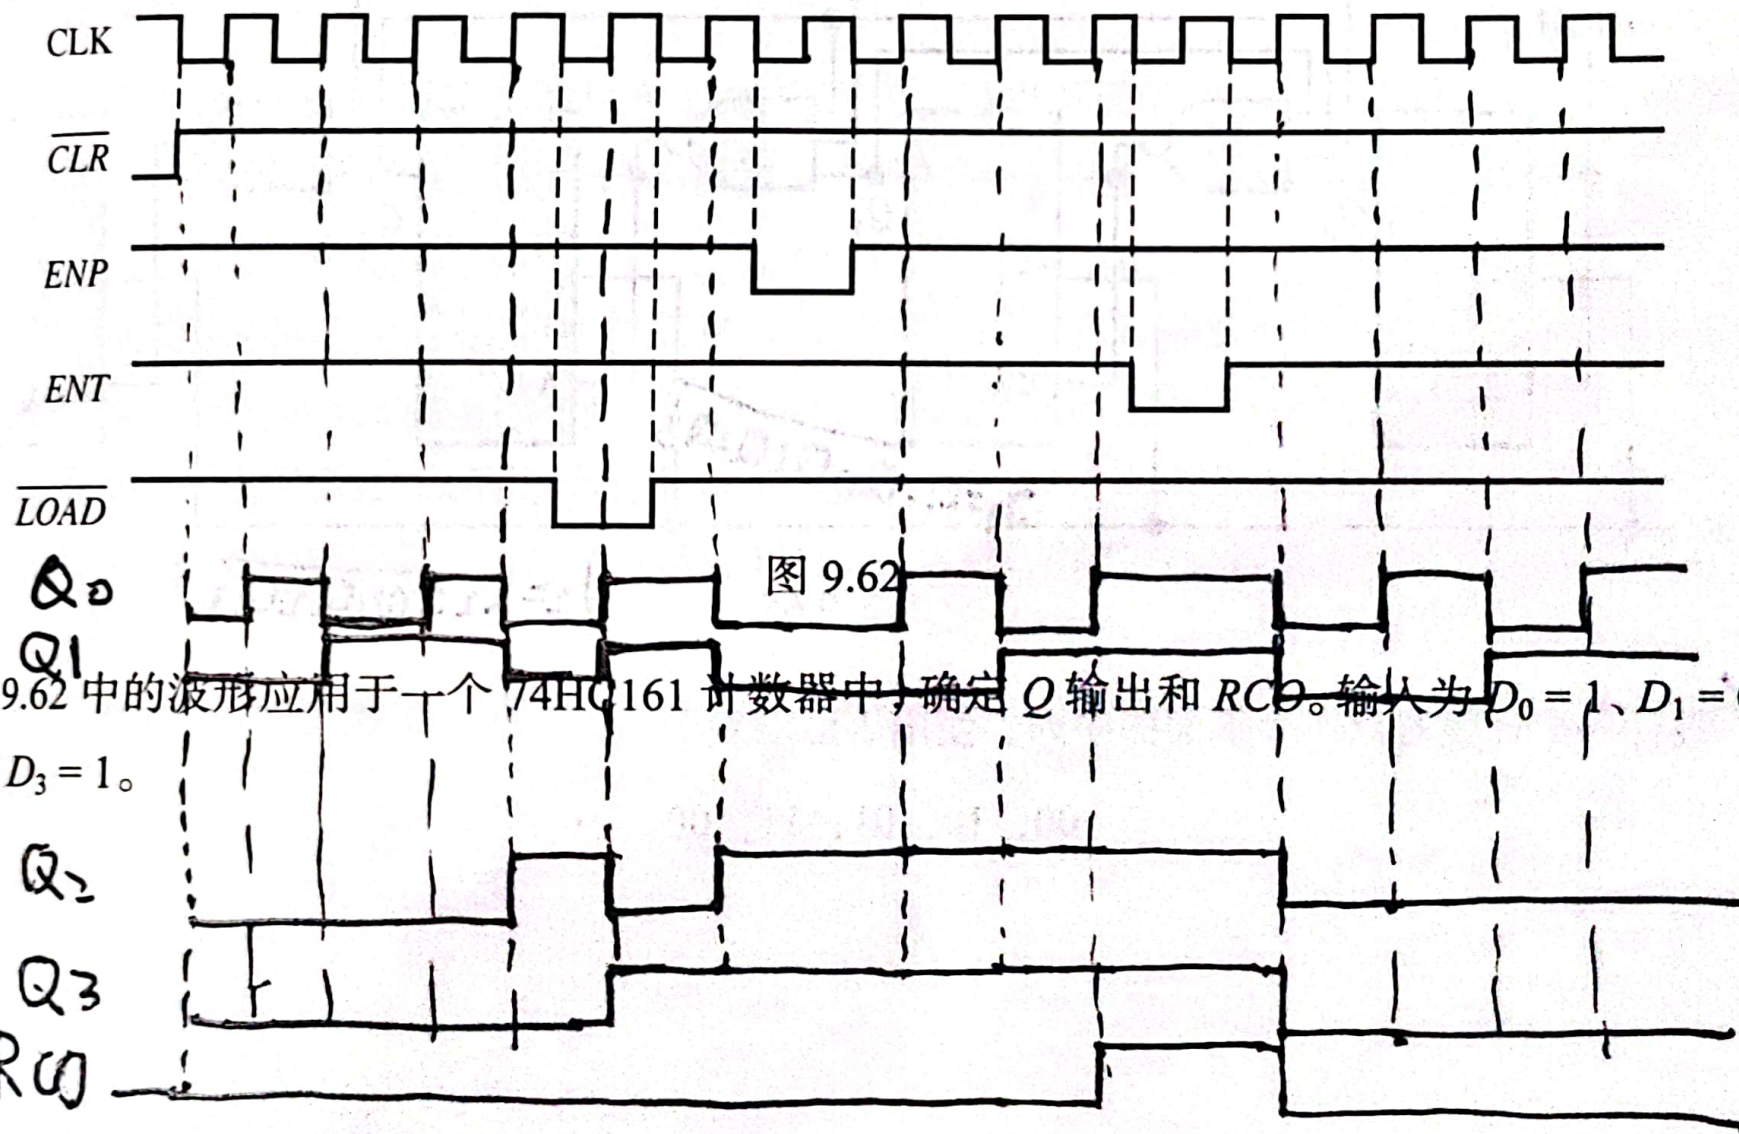 CLK
CLR
ENP
ENT
LOAD
Q0
图 9.62
Q1
9.62 中的波形应用于一个 74HC161 计数器中，确定 Q 输出和 RCO。输入为 D₀ = 1、D₁ =
D₃ = 1。
Q2
Q3
RCO